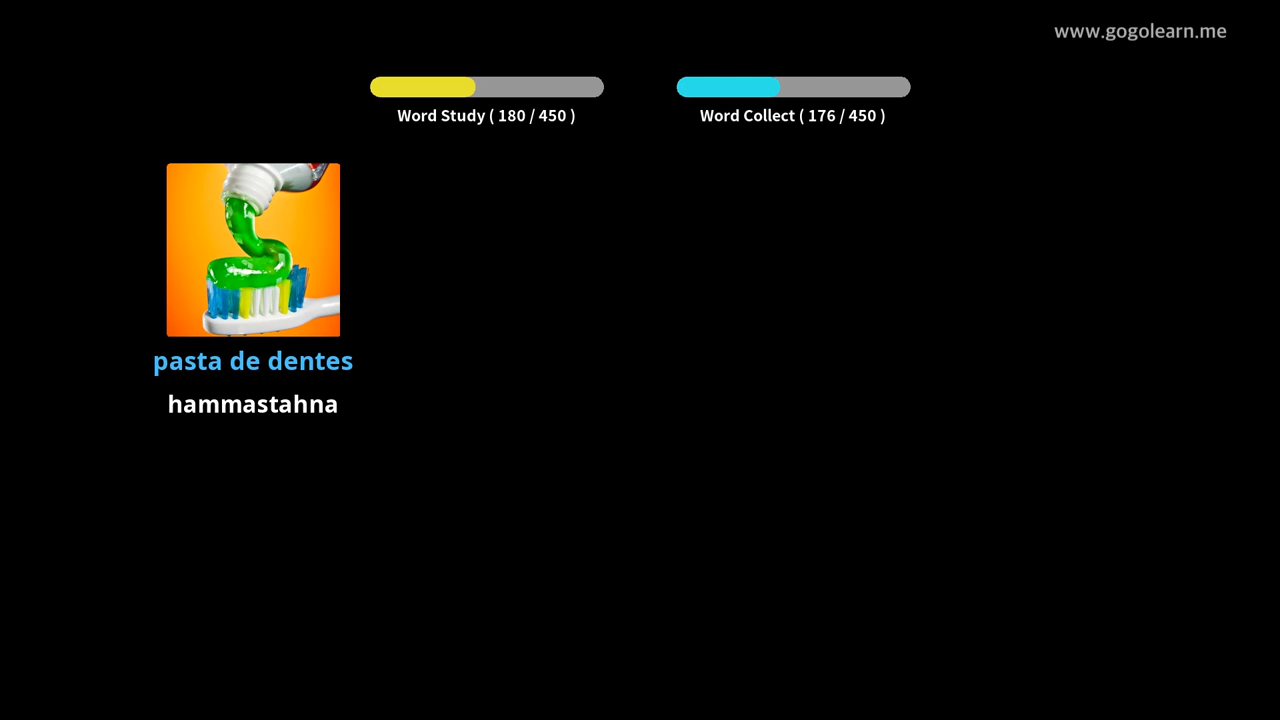 www.gogolearn.me
Word Study ( 180 / 450 )
Word Collect ( 176 / 450 )
pasta de dentes
hammastahna